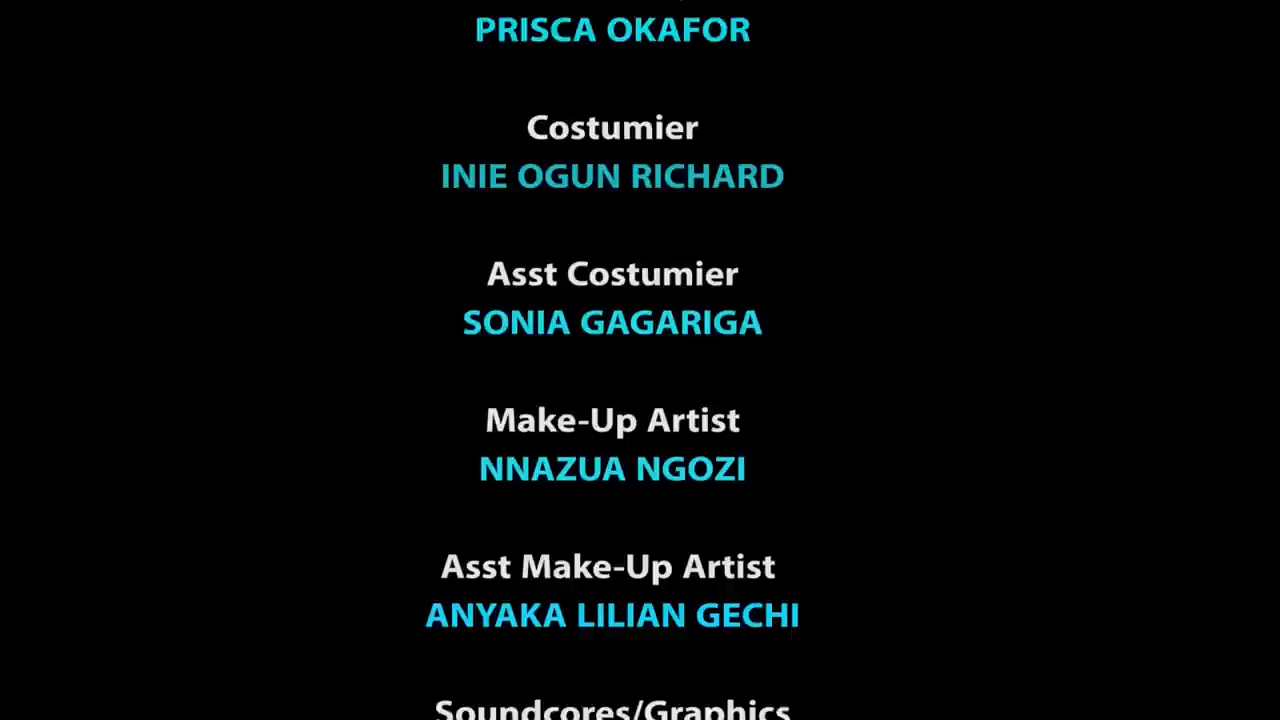 PRISCA OKAFOR
Costumier
INIE OGUN RICHARD
Asst Costumier
SONIA GAGARIGA
Make-Up Artist
NNAZUA NGOZI
Asst Make-Up Artist
ANYAKA LILIAN GECHI
Soundcores/Graphics